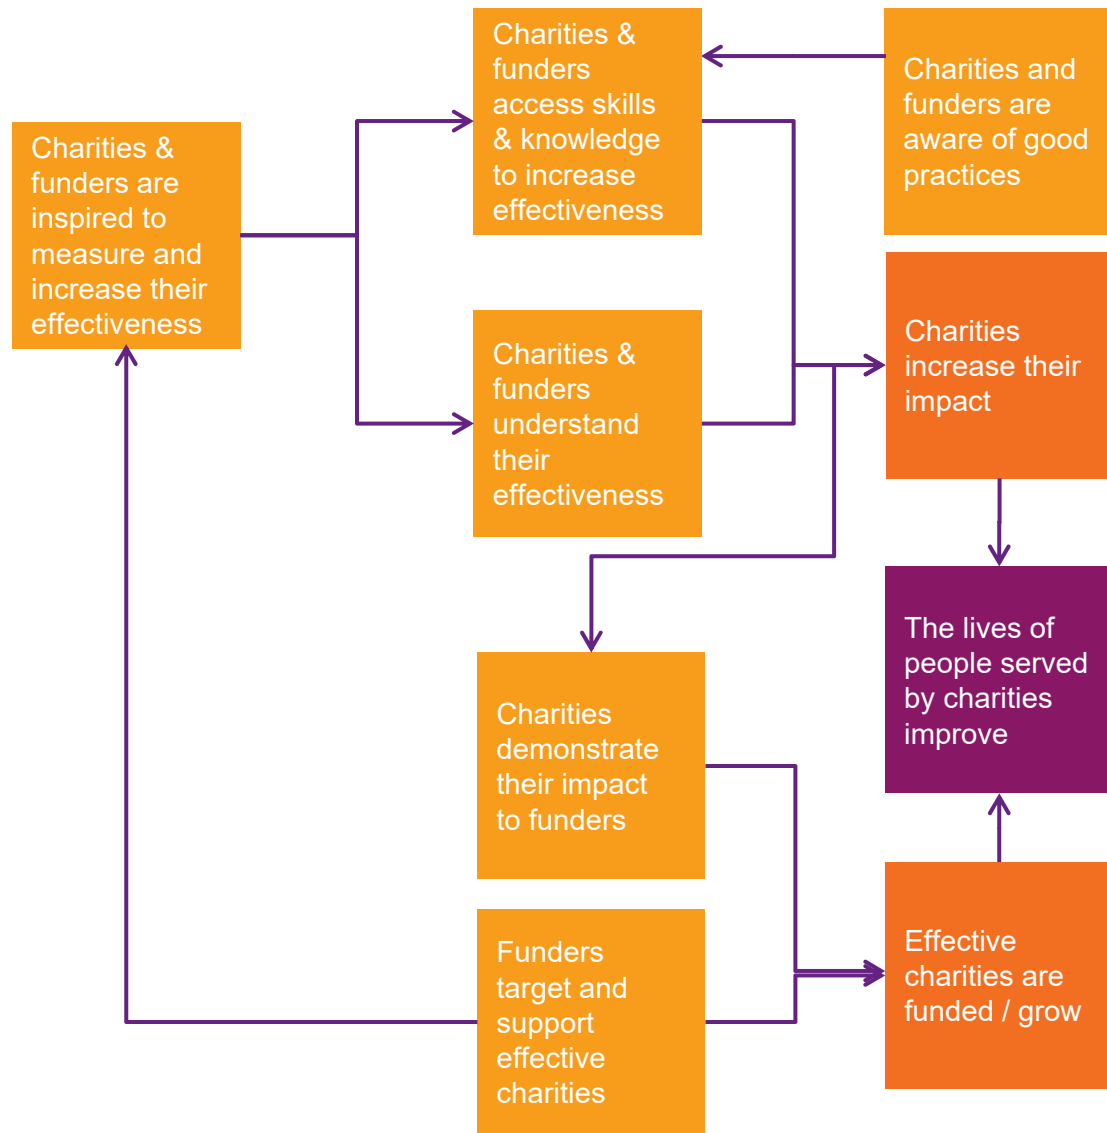 Charities &
funders are
inspired to
measure and
increase their
effectiveness
Charities &
funders
access skills
& knowledge
to increase
effectiveness
Charities and
funders are
aware of good
practices
Charities &
funders
understand
their
effectiveness
Charities
increase their
impact
The lives of
people served
by charities
improve
Charities
demonstrate
their impact
to funders
Funders
target and
support
effective
charities
Effective
charities are
funded / grow